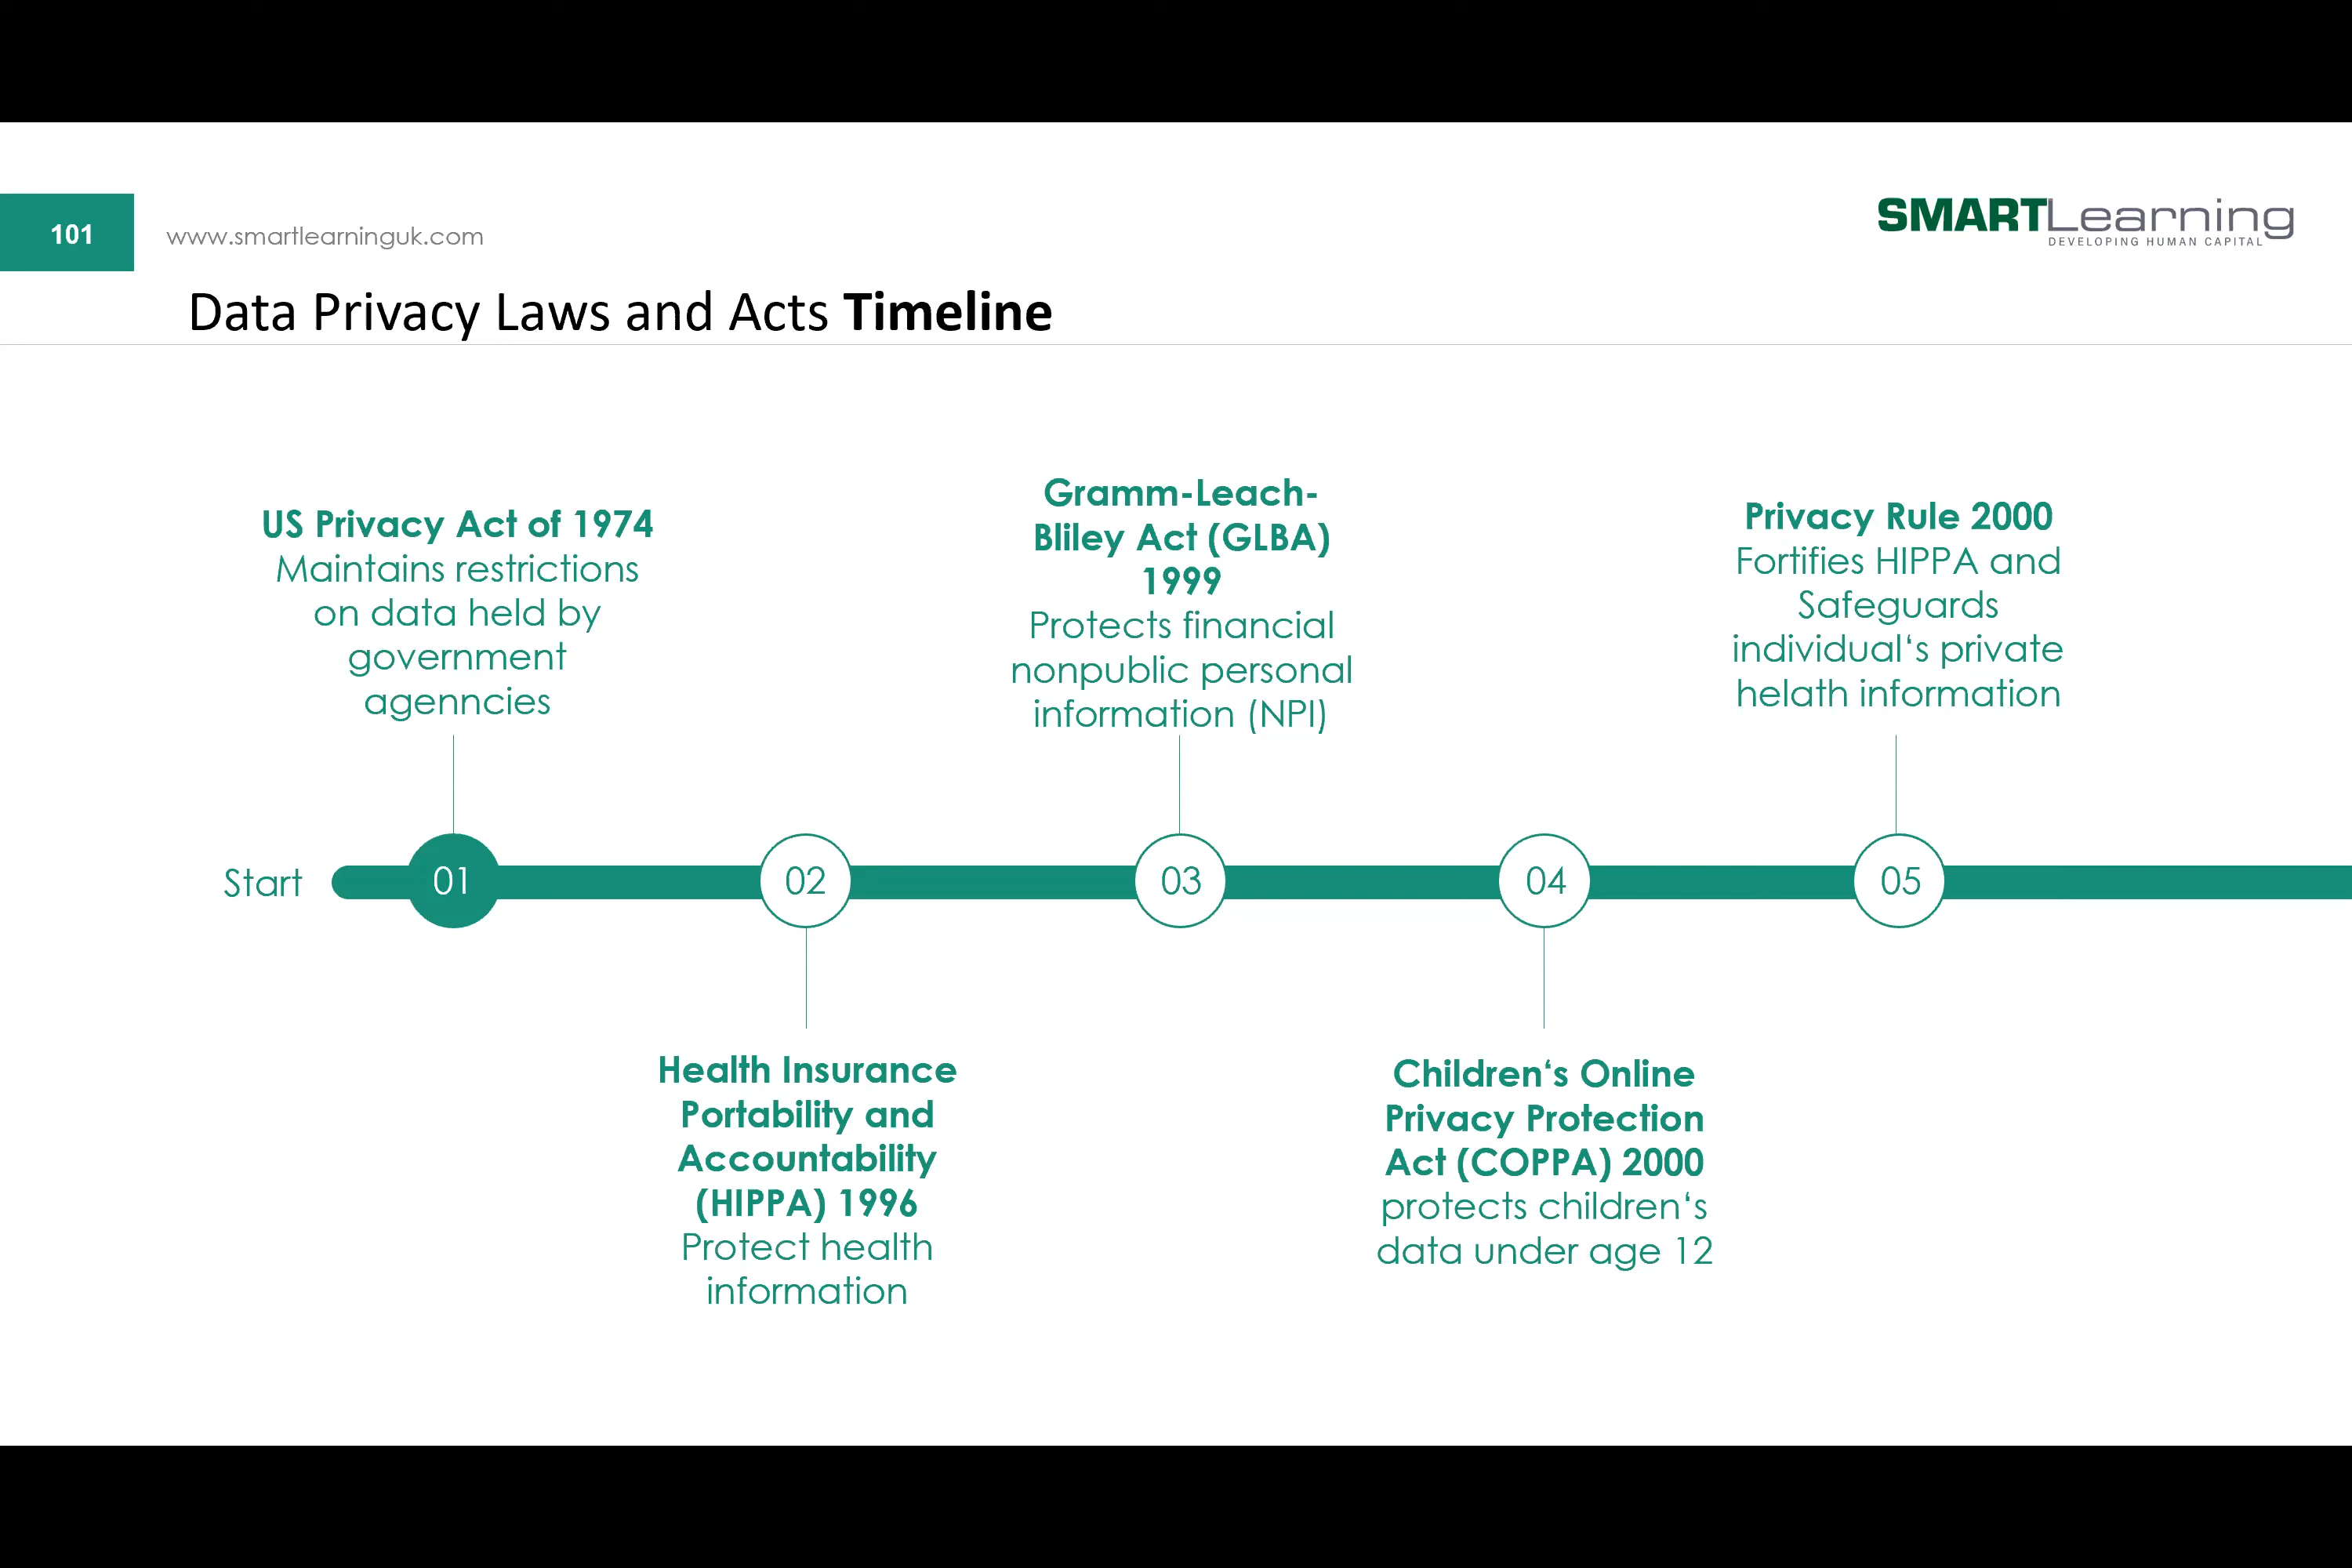 101
www.smartlearninguk.com
SMARTLearning
DEVELOPING HUMAN CAPITAL
Data Privacy Laws and Acts Timeline
US Privacy Act of 1974
Maintains restrictions
on data held by
government
agenncies
Gramm-Leach-
Bliley Act (GLBA)
1999
Protects financial
nonpublic personal
information (NPI)
Privacy Rule 2000
Fortifies HIPPA and
Safeguards
individual‘s private
helath information
Start
01
02
03
04
05
Health Insurance
Portability and
Accountability
(HIPPA) 1996
Protect health
information
Children‘s Online
Privacy Protection
Act (COPPA) 2000
protects children‘s
data under age 12